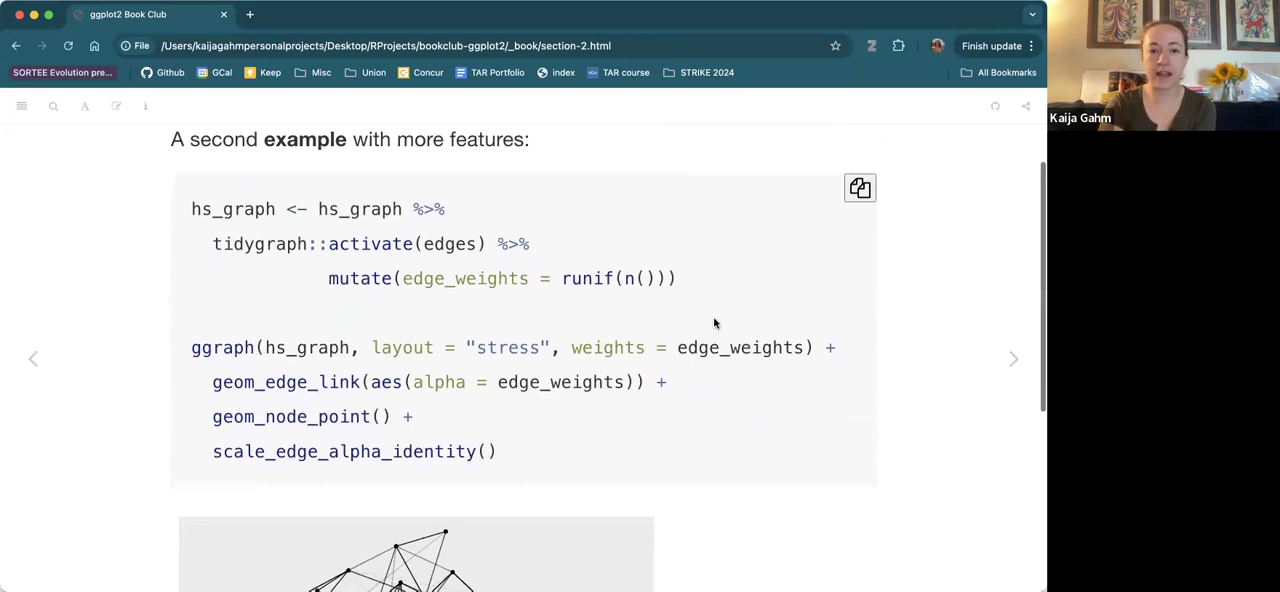 ggplot2 Book Club
File
/Users/kaijagahmpersonalprojects/Desktop/RProjects/bookclub-ggplot2/_book/section-2.html
Finish update
SORTEE Evolution pre...
Github
GCal
Keep
Misc
Union
Concur
TAR Portfolio
index
TAR course
STRIKE 2024
All Bookmarks
Kaija Gahm
A second example with more features:
hs_graph <- hs_graph %>%
tidygraph::activate(edges) %>%
mutate(edge_weights = runif(n()))
ggraph(hs_graph, layout = "stress", weights = edge_weights) +
geom_edge_link(aes(alpha = edge_weights)) +
geom_node_point() +
scale_edge_alpha_identity()